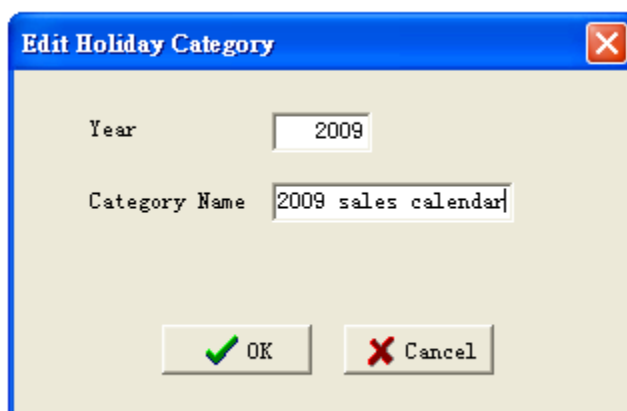 Edit Holiday Category
Year 2009
Category Name 2009 sales calendar
OK Cancel